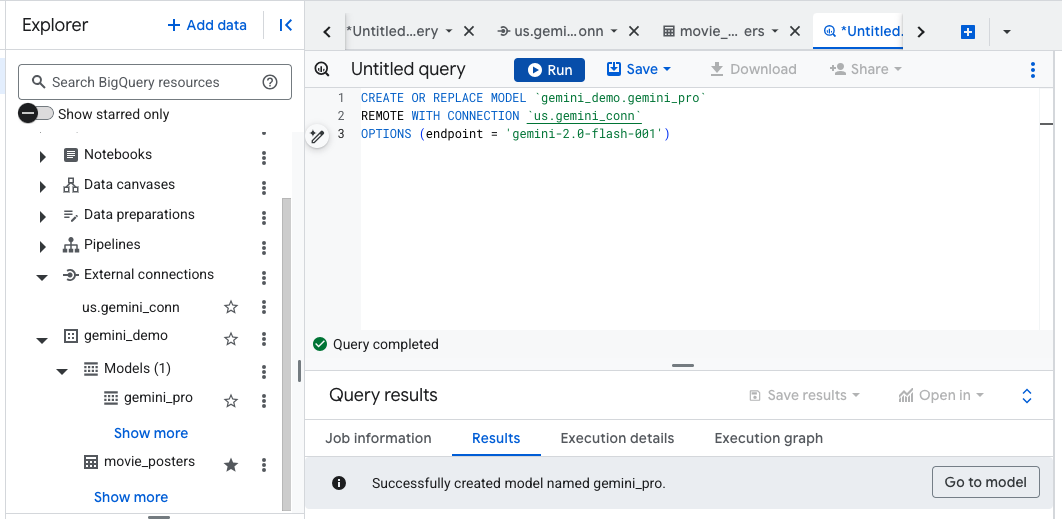 Explorer
+ Add data
Search BigQuery resources
Show starred only
Notebooks
Data canvases
Data preparations
Pipelines
External connections
us.gemini_conn
gemini_demo
Models (1)
gemini_pro
Show more
movie_posters
Show more
*Untitled...ery
us.gemi...onn
movie_... ers
*Untitled.
Untitled query
Run
Save
Download
Share
1 CREATE OR REPLACE MODEL `gemini_demo.gemini_pro`
2 REMOTE WITH CONNECTION `us.gemini_conn`
3 OPTIONS (endpoint = 'gemini-2.0-flash-001')
Query completed
Query results
Save results
Open in
Job information
Results
Execution details
Execution graph
Successfully created model named gemini_pro.
Go to model